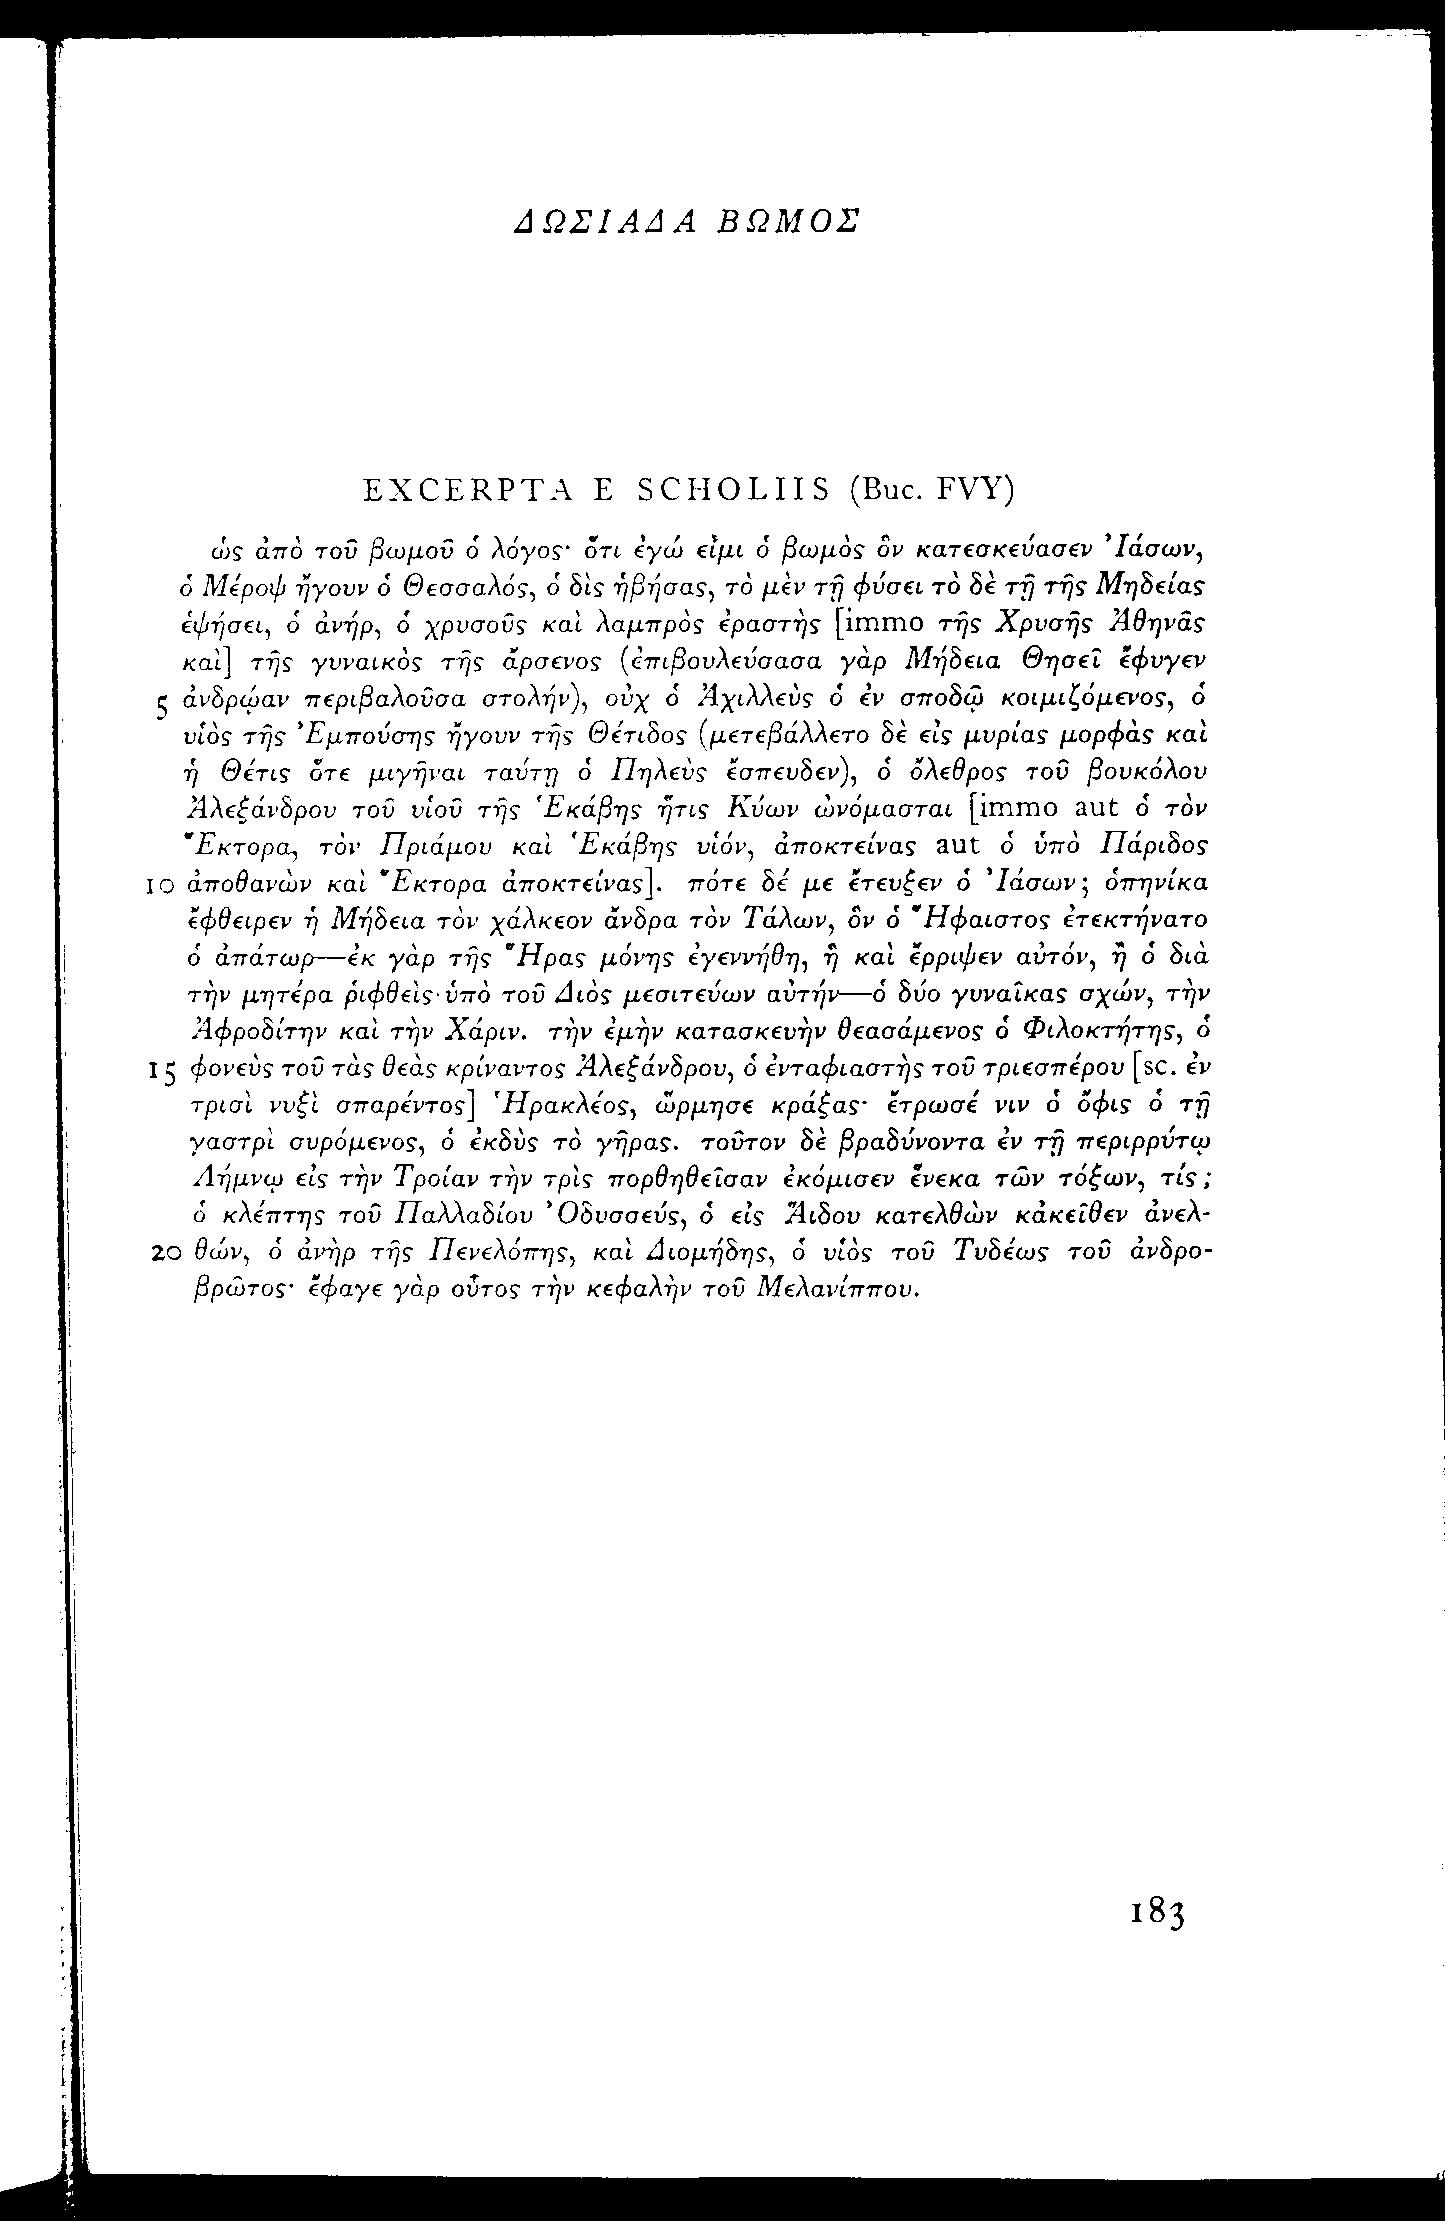 ΔΩΣΙΑΔΑ ΒΩΜΟΣ
EXCERPTA E SCHOLIIS (Buc. FVY)
ὡς ἀπὸ τοῦ βωμοῦ ὁ λόγος· ὅτι ἐγώ εἰμι ὁ βωμὸς ὃν κατεσκεύασεν Ἰάσων,
ὁ Μέροψ ἤγουν ὁ Θεσσαλός, ὁ δὶς ἡβήσας, τὸ μὲν τῇ φύσει τὸ δὲ τῇ τῆς Μηδείας
ἑψήσει, ὁ ἀνήρ, ὁ χρυσοῦς καὶ λαμπρὸς ἐραστὴς [immo τῆς Χρυσῆς Ἀθηνᾶς
καὶ] τῆς γυναικὸς τῆς ἄρσενος (ἐπιβουλεύσασα γὰρ Μήδεια Θησεῖ ἔφυγεν
5 ἀνδρῴαν περιβαλοῦσα στολήν), οὐχ ὁ Ἀχιλλεὺς ὁ ἐν σποδῷ κοιμιζόμενος, ὁ
υἱὸς τῆς Ἐμπούσης ἤγουν τῆς Θέτιδος (μετεβάλλετο δὲ εἰς μυρίας μορφὰς καὶ
ἡ Θέτις ὅτε μιγῆναι ταύτῃ ὁ Πηλεὺς ἔσπευδεν), ὁ ὄλεθρος τοῦ βουκόλου
Ἀλεξάνδρου τοῦ υἱοῦ τῆς Ἑκάβης ἥτις Κύων ὠνόμασται [immo aut ὁ τὸν
Ἕκτορα, τὸν Πριάμου καὶ Ἑκάβης υἱόν, ἀποκτείνας aut ὁ ὑπὸ Πάριδος
10 ἀποθανὼν καὶ Ἕκτορα ἀποκτείνας]. πότε δέ με ἔτευξεν ὁ Ἰάσων; ὁπηνίκα
ἔφθειρεν ἡ Μήδεια τὸν χάλκεον ἄνδρα τὸν Τάλων, ὃν ὁ Ἥφαιστος ἐτεκτήνατο
ὁ ἀπάτωρ—ἐκ γὰρ τῆς Ἥρας μόνης ἐγεννήθη, ἣ καὶ ἔρριψεν αὐτόν, ἢ ὁ διὰ
τὴν μητέρα ῥιφθεὶς ὑπὸ τοῦ Διὸς μεσιτεύων αὐτήν—ὁ δύο γυναῖκας σχών, τὴν
Ἀφροδίτην καὶ τὴν Χάριν. τὴν ἐμὴν κατασκευὴν θεασάμενος ὁ Φιλοκτήτης, ὁ
15 φονεὺς τοῦ τὰς θεὰς κρίναντος Ἀλεξάνδρου, ὁ ἐνταφιαστὴς τοῦ τριεσπέρου [sc. ἐν
τρισὶ νυξὶ σπαρέντος] Ἡρακλέος, ὥρμησε κράξας· ἔτρωσέ νιν ὁ ὄφις ὁ τῇ
γαστρὶ συρόμενος, ὁ ἐκδὺς τὸ γῆρας. τοῦτον δὲ βραδύνοντα ἐν τῇ περιρρύτῳ
Λήμνῳ εἰς τὴν Τροίαν τὴν τρὶς πορθηθεῖσαν ἐκόμισεν ἕνεκα τῶν τόξων, τίς;
ὁ κλέπτης τοῦ Παλλαδίου Ὀδυσσεύς, ὁ εἰς Ἅιδου κατελθὼν κἀκεῖθεν ἀνελ-
20 θών, ὁ ἀνὴρ τῆς Πενελόπης, καὶ Διομήδης, ὁ υἱὸς τοῦ Τυδέως τοῦ ἀνδρο-
βρῶτος· ἔφαγε γὰρ οὗτος τὴν κεφαλὴν τοῦ Μελανίππου.
183